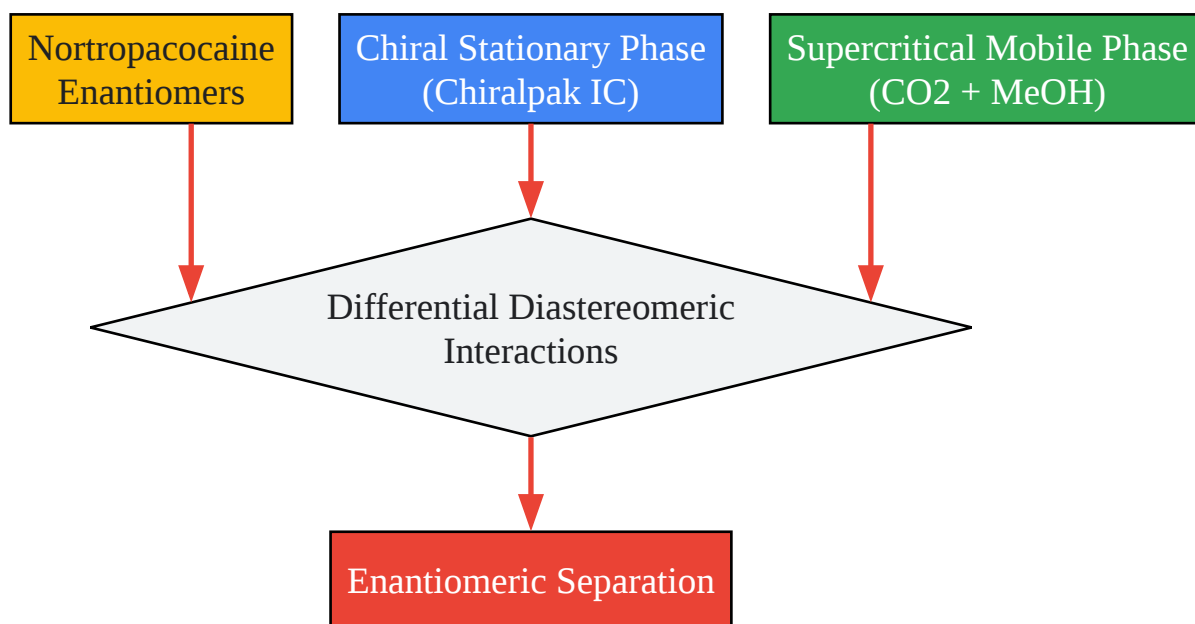 Nortropacocaine
Enantiomers
Chiral Stationary Phase
(Chiralpak IC)
Supercritical Mobile Phase
(CO2 + MeOH)
Differential Diastereomeric
Interactions
Enantiomeric Separation